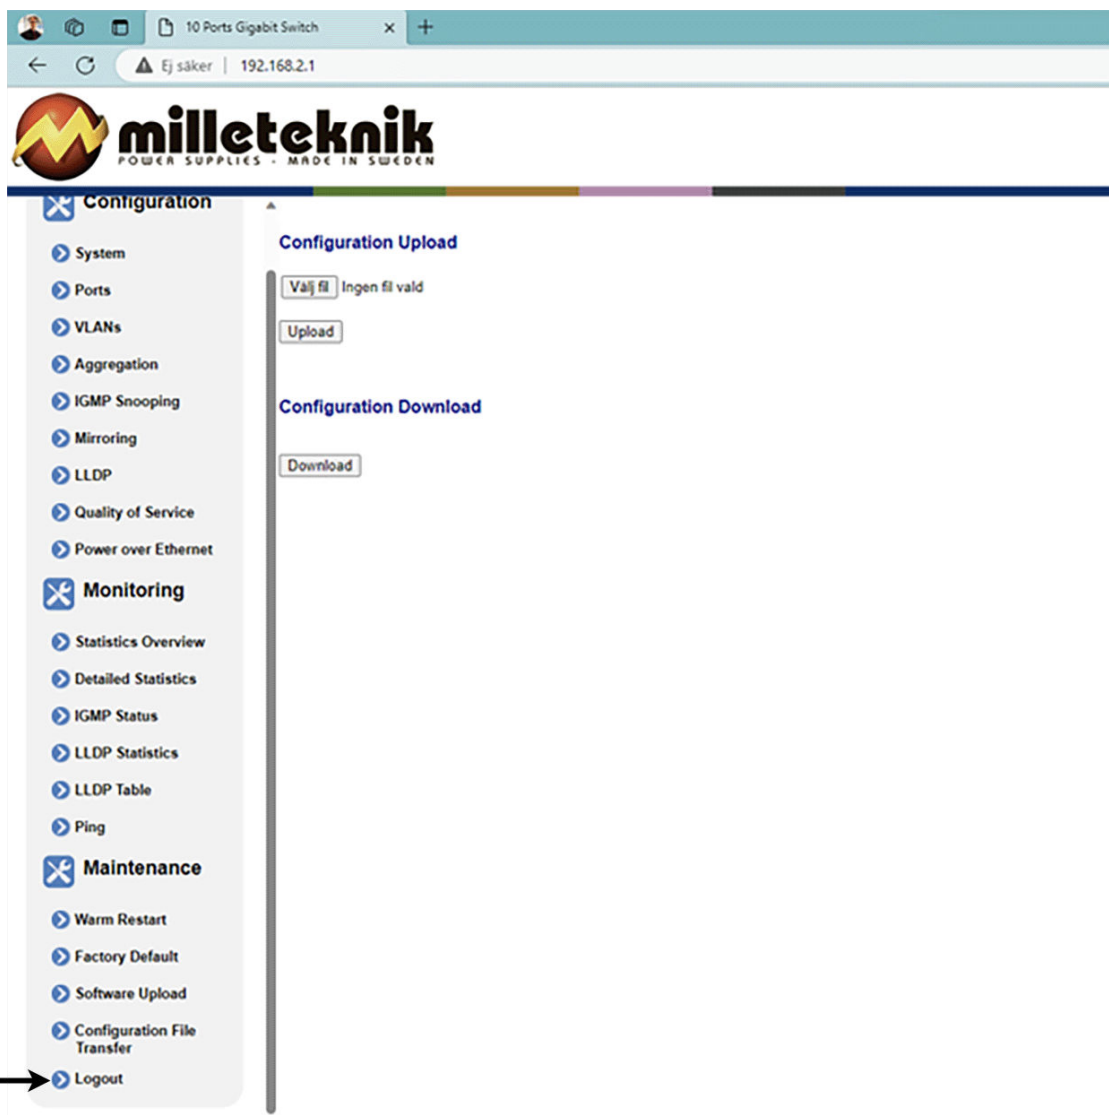 10 Ports Gigabit Switch
Ej säker | 192.168.2.1
milleteknik
POWER SUPPLIES - MADE IN SWEDEN
Configuration
System
Ports
VLANs
Aggregation
IGMP Snooping
Mirroring
LLDP
Quality of Service
Power over Ethernet
Monitoring
Statistics Overview
Detailed Statistics
IGMP Status
LLDP Statistics
LLDP Table
Ping
Maintenance
Warm Restart
Factory Default
Software Upload
Configuration File
Transfer
Logout
Configuration Upload
Välj fil Ingen fil vald
Upload
Configuration Download
Download